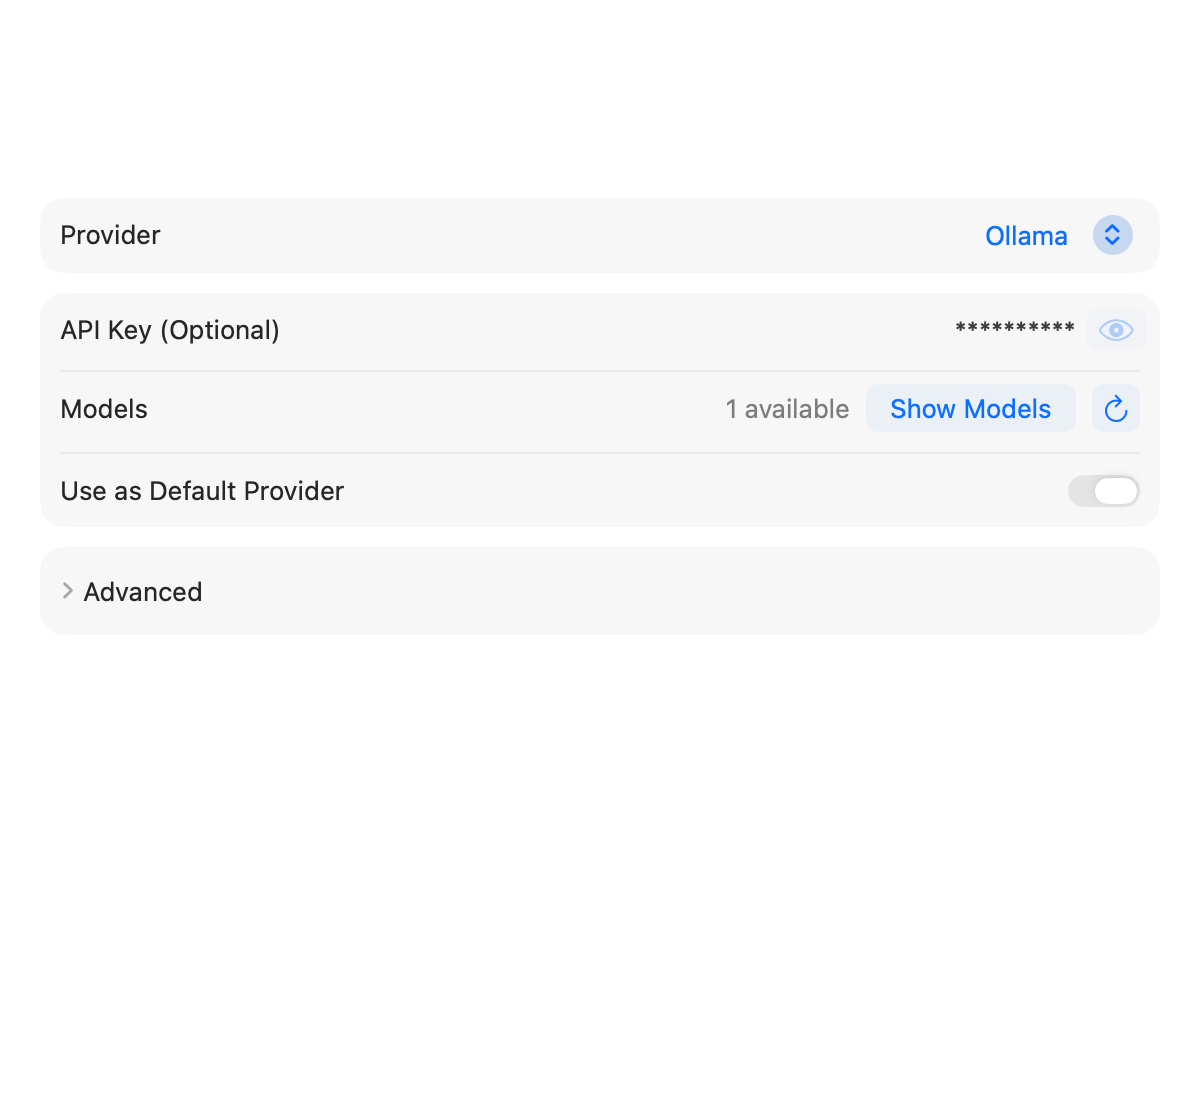 Provider Ollama
API Key (Optional) **********
Models 1 available Show Models
Use as Default Provider
Advanced